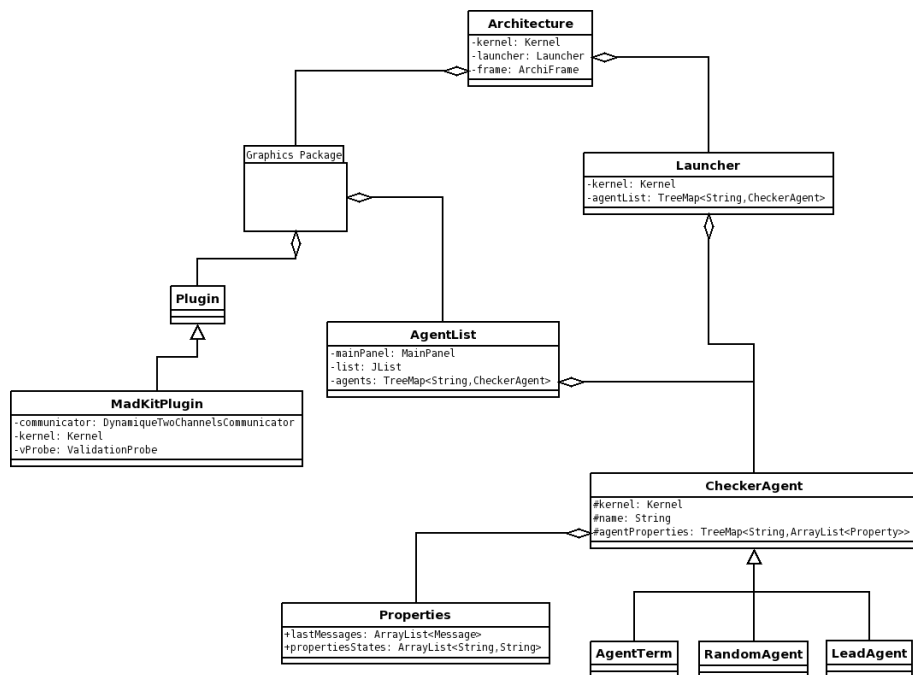 Architecture
-kernel: Kernel
-launcher: Launcher
-frame: ArchiFrame
Graphics Package
Launcher
-kernel: Kernel
-agentList: TreeMap<String,CheckerAgent>
Plugin
AgentList
-mainPanel: MainPanel
-list: JList
-agents: TreeMap<String,CheckerAgent>
MadKitPlugin
-communicator: DynamiqueTwoChannelsCommunicator
-kernel: Kernel
-vProbe: ValidationProbe
CheckerAgent
#kernel: Kernel
#name: String
#agentProperties: TreeMap<String,ArrayList<Property>>
Properties
+lastMessages: ArrayList<Message>
+propertiesStates: ArrayList<String,String>
AgentTerm
RandomAgent
LeadAgent